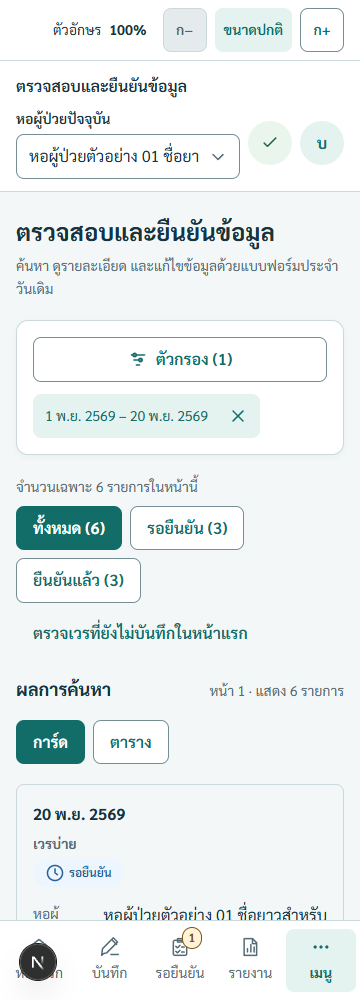 ตัวอักษร 100% ก− ขนาดปกติ ก+
ตรวจสอบและยืนยันข้อมูล
หอผู้ป่วยปัจจุบัน
หอผู้ป่วยตัวอย่าง 01 ชื่อยา
บ
ตรวจสอบและยืนยันข้อมูล
ค้นหา ดูรายละเอียด และแก้ไขข้อมูลด้วยแบบฟอร์มประจำ
วันเดิม
ตัวกรอง (1)
1 พ.ย. 2569 – 20 พ.ย. 2569
จำนวนเฉพาะ 6 รายการในหน้านี้
ทั้งหมด (6) รอยืนยัน (3)
ยืนยันแล้ว (3)
ตรวจเวรที่ยังไม่บันทึกในหน้าแรก
ผลการค้นหา หน้า 1 · แสดง 6 รายการ
การ์ด ตาราง
20 พ.ย. 2569
เวรบ่าย
รอยืนยัน
หอผู้ หอผู้ป่วยตัวอย่าง 01 ชื่อยาวสำหรับ
1
N
บันทึก รอยืนยัน รายงาน เมนู